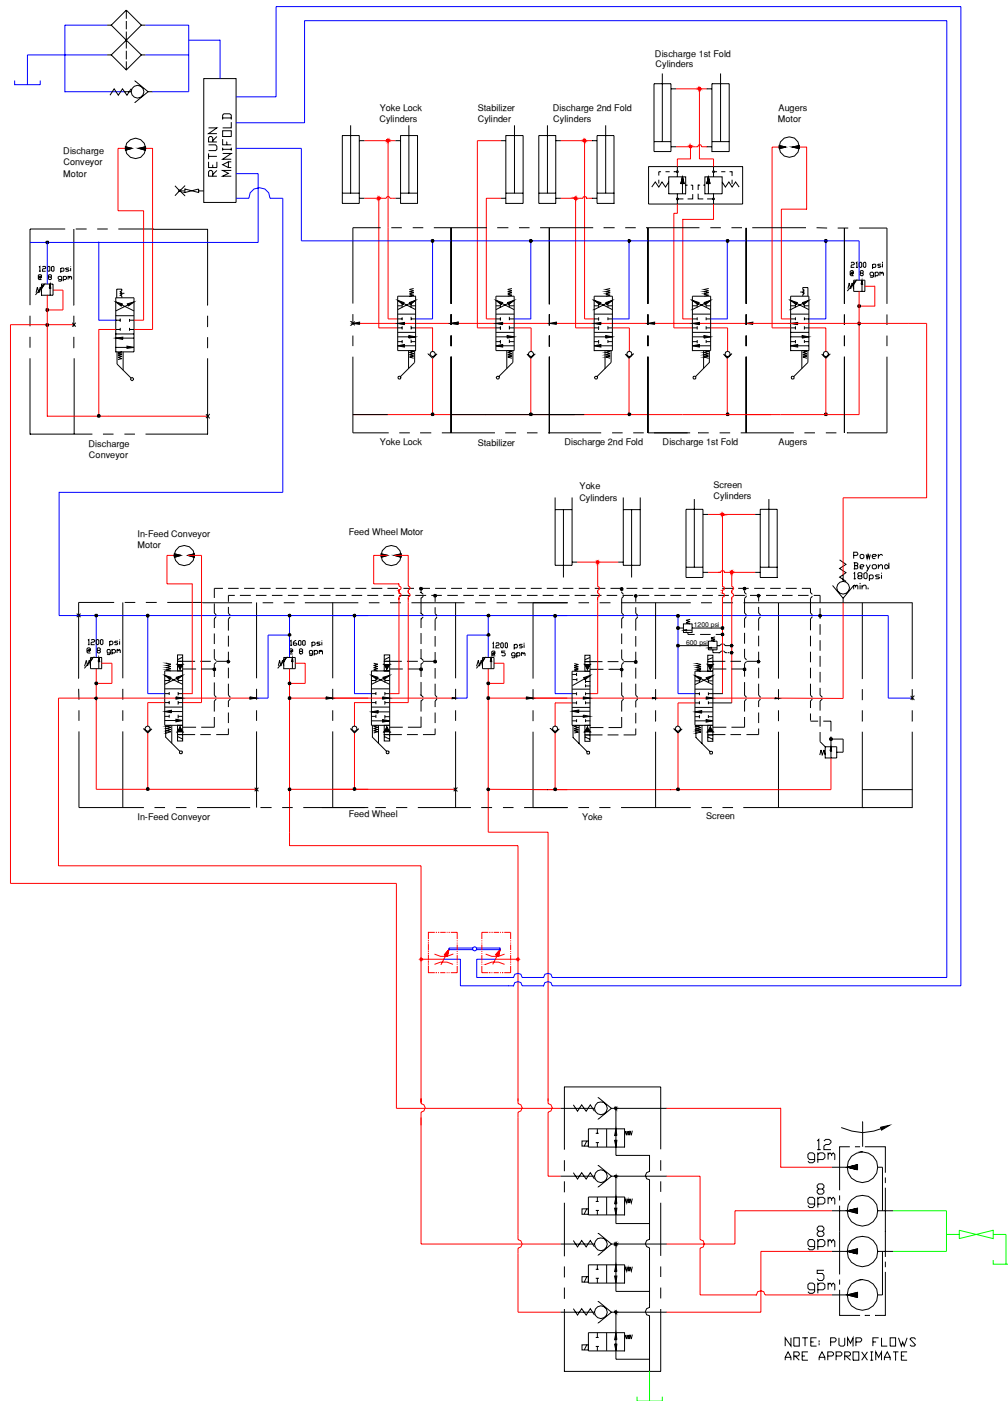 Discharge 1st Fold
Cylinders
Yoke Lock
Cylinders
Stabilizer
Cylinder
Discharge 2nd Fold
Cylinders
Augers
Motor
RETURN
MANIFOLD
Discharge
Conveyor
Motor
1200 psi
@ 8 gpm
2100 psi
@ 8 gpm
Discharge
Conveyor
Yoke Lock
Stabilizer
Discharge 2nd Fold
Discharge 1st Fold
Augers
In-Feed Conveyor
Motor
Feed Wheel Motor
Yoke
Cylinders
Screen
Cylinders
Power
Beyond
180psi
min.
1200 psi
@ 8 gpm
1600 psi
@ 8 gpm
1200 psi
@ 5 gpm
1200 psi
600 psi
In-Feed Conveyor
Feed Wheel
Yoke
Screen
12
gpm
8
gpm
8
gpm
5
gpm
NOTE: PUMP FLOWS
ARE APPROXIMATE